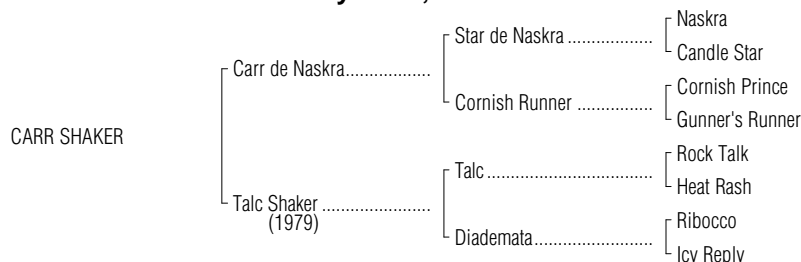 Naskra
Star de Naskra ..................
Candle Star
Carr de Naskra..................
Cornish Prince
Cornish Runner ................
Gunner's Runner
CARR SHAKER
Rock Talk
Talc.................................
Heat Rash
Talc Shaker .......................
(1979)
Ribocco
Diademata........................
Icy Reply